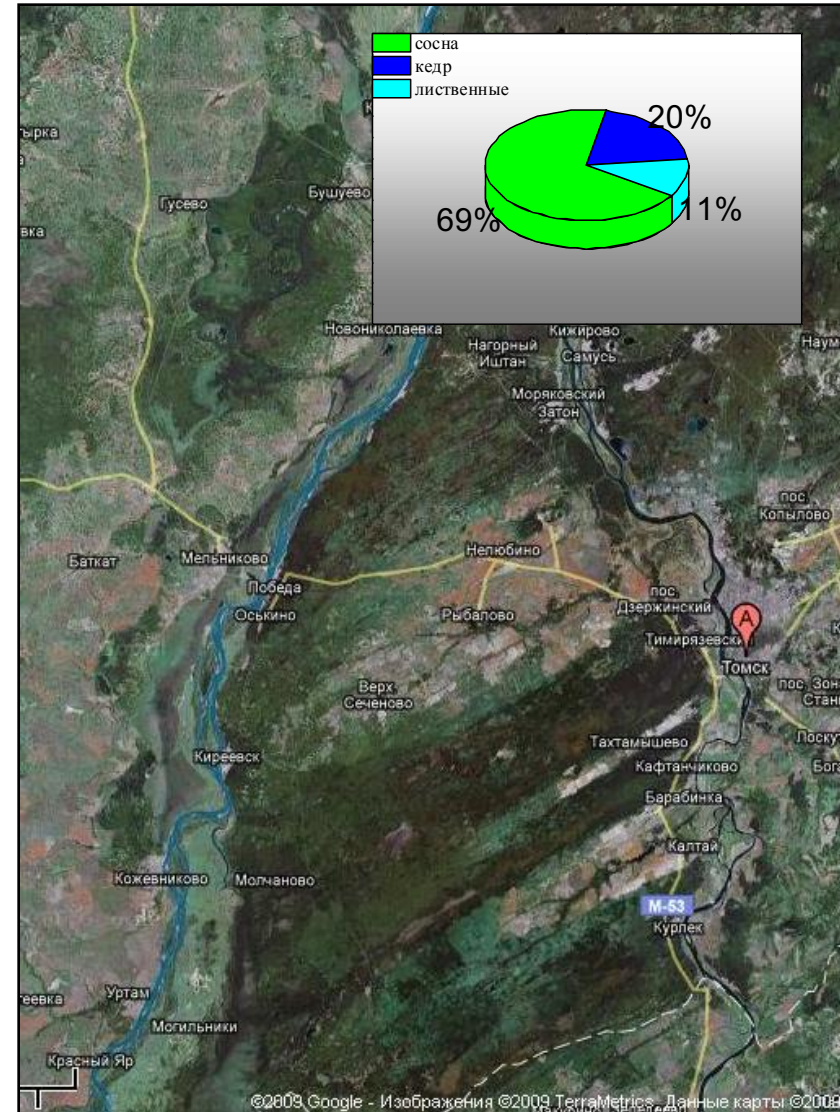 сосна
кедр
лиственные
20%
69%
11%
Бушуево
Гусево
Новониколаевка
Кижирово
Нагорный
Иштан
Самусь
Моряковский
Затон
пос.
Копылово
Баткат
Мельниково
Нелюбино
Победа
Оськино
Рыбалово
пос.
Дзержинский
Тимирязевский
A
Томск
Верх.
Сеченово
Киреевск
Тахтамышево
Кафтанчиково
Барабинка
Калтай
Кожевниково
Молчаново
М-53
Курлек
Уртам
Могильники
Красный Яр
©2009 Google - Изображения ©2009 TerraMetrics, Данные карты ©2009